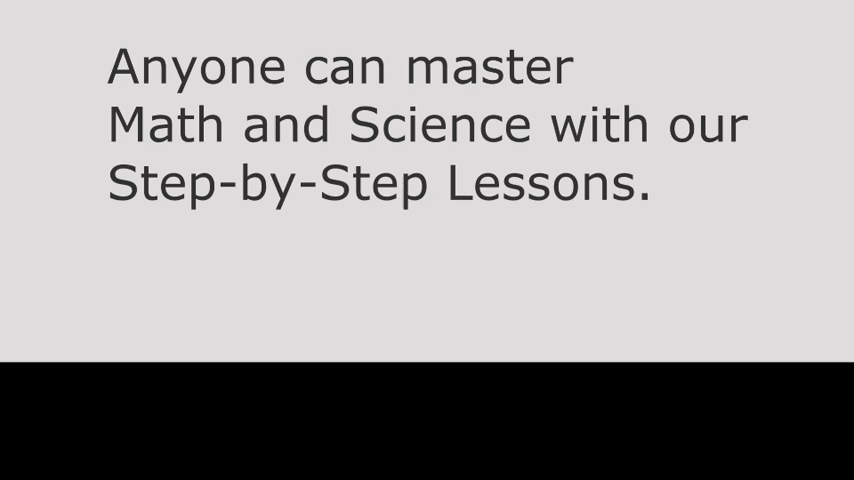 Anyone can master
Math and Science with our
Step-by-Step Lessons.